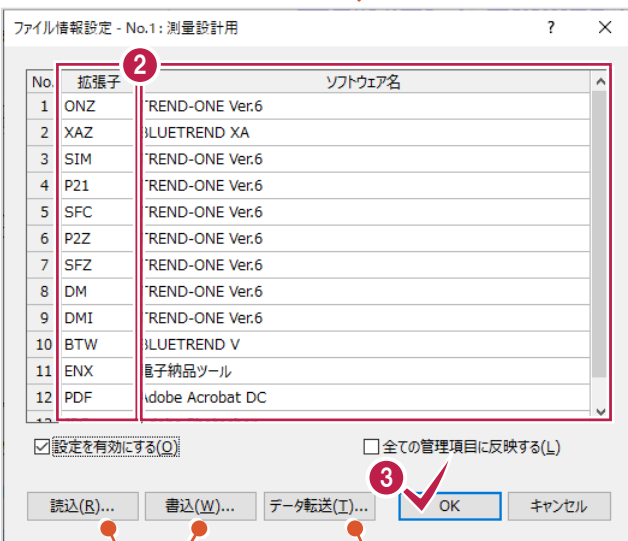 ファイル情報設定 - No.1 : 測量設計用 ? ×
2
No. 拡張子 ソフトウェア名
1 ONZ TREND-ONE Ver.6
2 XAZ BLUETREND XA
3 SIM TREND-ONE Ver.6
4 P21 TREND-ONE Ver.6
5 SFC TREND-ONE Ver.6
6 P2Z TREND-ONE Ver.6
7 SFZ TREND-ONE Ver.6
8 DM TREND-ONE Ver.6
9 DMI TREND-ONE Ver.6
10 BTW BLUETREND V
11 ENX 電子納品ツール
12 PDF Adobe Acrobat DC
設定を有効にする(O) 全ての管理項目に反映する(L)
3
読込(R)... 書込(W)... データ転送(T)... OK キャンセル